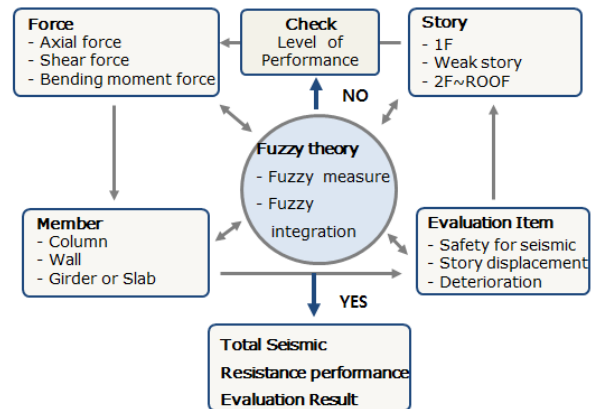 Force
- Axial force
- Shear force
- Bending moment force
Check
Level of
Performance
Story
- 1F
- Weak story
- 2F~ROOF
NO
Fuzzy theory
- Fuzzy measure
- Fuzzy
integration
Member
- Column
- Wall
- Girder or Slab
Evaluation Item
- Safety for seismic
- Story displacement
- Deterioration
YES
Total Seismic
Resistance performance
Evaluation Result